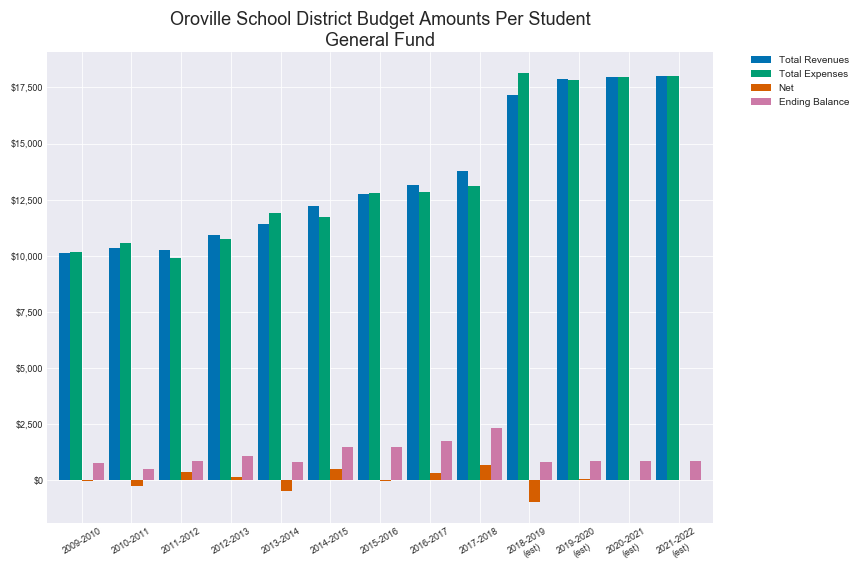 Oroville School District Budget Amounts Per Student
General Fund
Total Revenues
Total Expenses
Net
Ending Balance
$17,500
$15,000
$12,500
$10,000
$7,500
$5,000
$2,500
$0
2009-2010
2010-2011
2011-2012
2012-2013
2013-2014
2014-2015
2015-2016
2016-2017
2017-2018
2018-2019
(est)
2019-2020
(est)
2020-2021
(est)
2021-2022
(est)